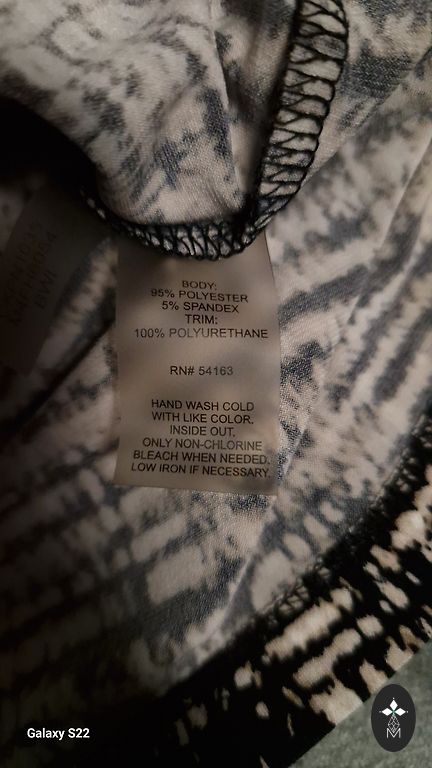 BODY:
95% POLYESTER
5% SPANDEX
TRIM:
100% POLYURETHANE
RN# 54163
HAND WASH COLD
WITH LIKE COLOR.
INSIDE OUT.
ONLY NON-CHLORINE
BLEACH WHEN NEEDED.
LOW IRON IF NECESSARY.
Galaxy S22